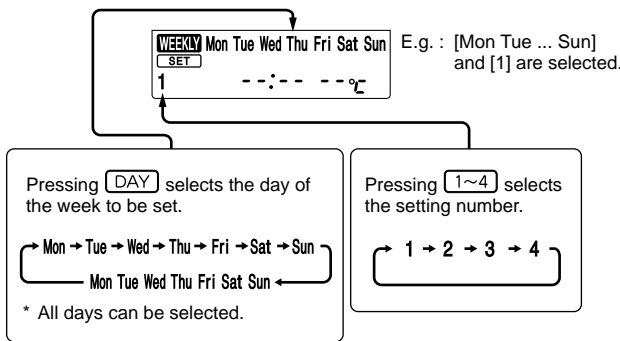 WEEKLY Mon Tue Wed Thu Fri Sat Sun
SET
1 --:-- --°C
E.g. : [Mon Tue ... Sun]
and [1] are selected.
Pressing DAY selects the day of
the week to be set.
→ Mon → Tue → Wed → Thu → Fri → Sat → Sun
Mon Tue Wed Thu Fri Sat Sun ←
* All days can be selected.
Pressing 1~4 selects
the setting number.
→ 1 → 2 → 3 → 4